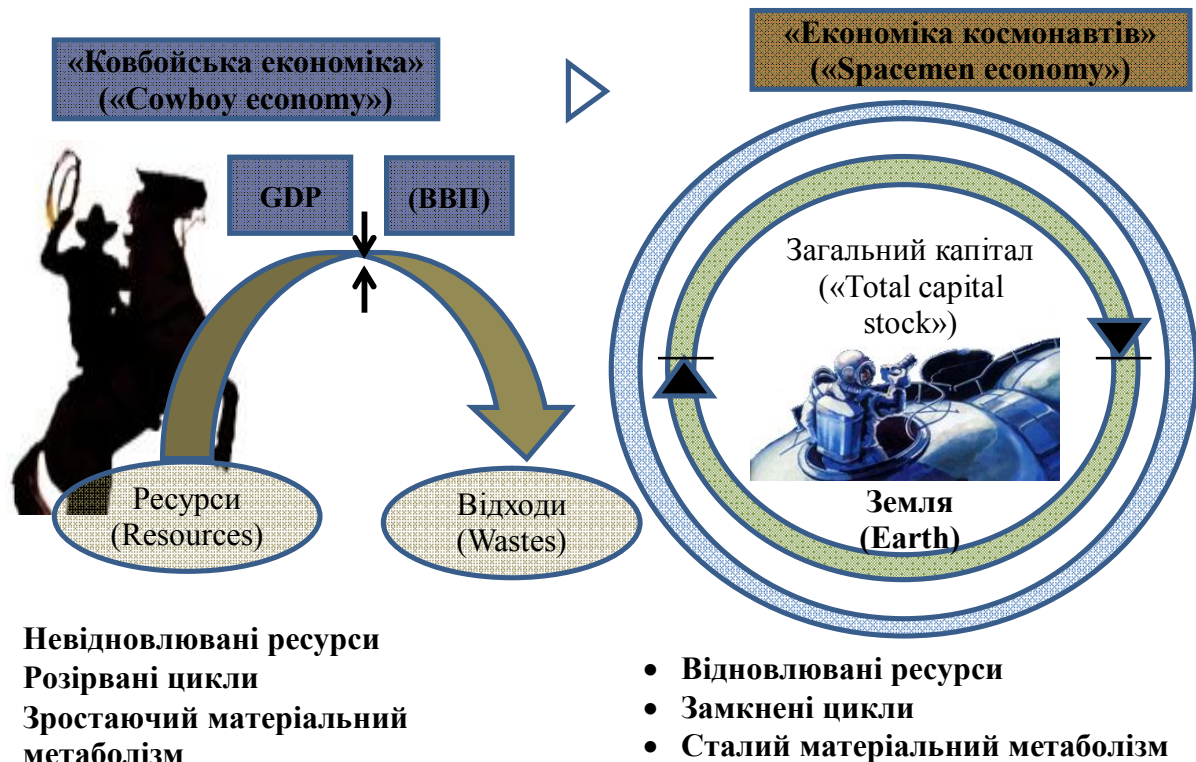 «Ковбойська економіка»
(«Cowboy economy»)
«Економіка космонавтів»
(«Spacemen economy»)
GDP
(ВВП)
Загальний капітал
(«Total capital
stock»)
Ресурси
(Resources)
Відходи
(Wastes)
Земля
(Earth)
Невідновлювані ресурси
Розірвані цикли
Зростаючий матеріальний
метаболізм
• Відновлювані ресурси
• Замкнені цикли
• Сталий матеріальний метаболізм